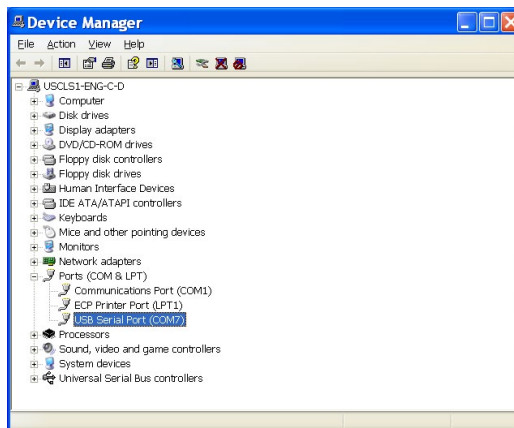 Device Manager
File Action View Help
USCLS1-ENG-C-D
Computer
Disk drives
Display adapters
DVD/CD-ROM drives
Floppy disk controllers
Floppy disk drives
Human Interface Devices
IDE ATA/ATAPI controllers
Keyboards
Mice and other pointing devices
Monitors
Network adapters
Ports (COM & LPT)
Communications Port (COM1)
ECP Printer Port (LPT1)
USB Serial Port (COM7)
Processors
Sound, video and game controllers
System devices
Universal Serial Bus controllers